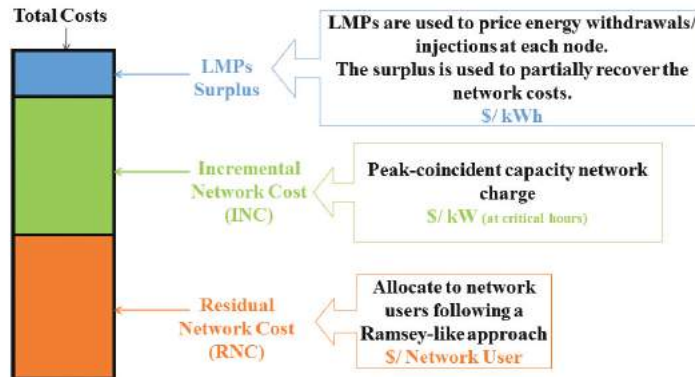 Total Costs
LMPs
Surplus
LMPs are used to price energy withdrawals/
injections at each node.
The surplus is used to partially recover the
network costs.
$/ kWh
Incremental
Network Cost
(INC)
Peak-coincident capacity network
charge
$/ kW (at critical hours)
Residual
Network Cost
(RNC)
Allocate to network
users following a
Ramsey-like approach
$/ Network User